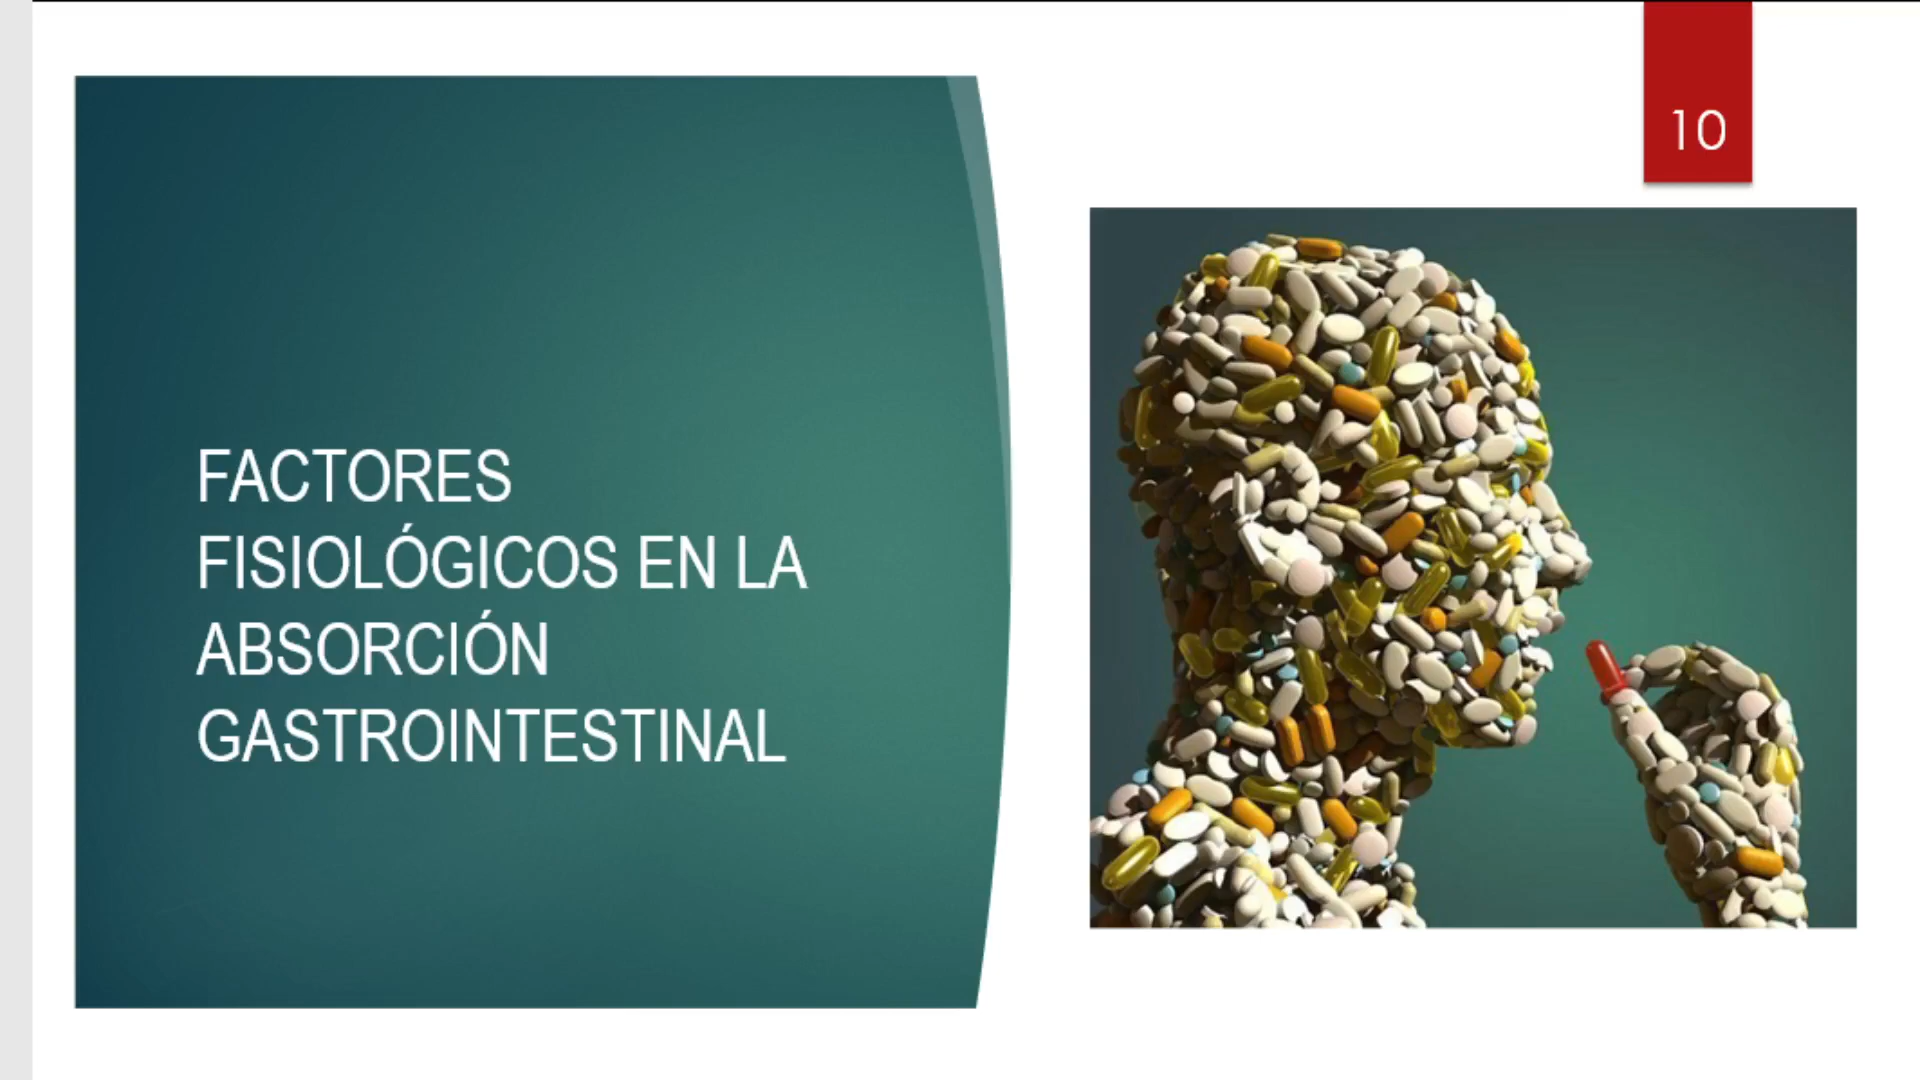 10
FACTORES
FISIOLÓGICOS EN LA
ABSORCIÓN
GASTROINTESTINAL